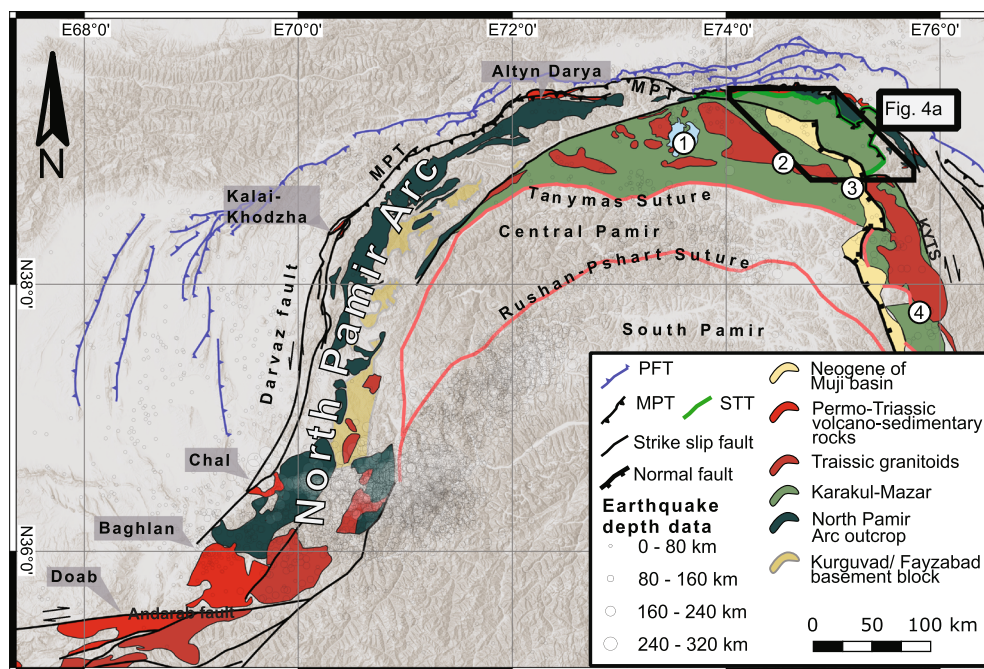 E68°0'
E70°0'
E72°0'
E74°0'
E76°0'
N
Altyn Darya
MPT
Fig. 4a
MPT
1
2
3
Kalai-
Khodzha
Tanymas Suture
Central Pamir
KYTS
N38°0'
Rushan-Pshart Suture
4
Darvaz fault
North Pamir Arc
South Pamir
Chal
Baghlan
N36°0'
Doab
Andarab fault
PFT
MPT
STT
Strike slip fault
Normal fault
Earthquake
depth data
0 - 80 km
80 - 160 km
160 - 240 km
240 - 320 km
Neogene of
Muji basin
Permo-Triassic
volcano-sedimentary
rocks
Traissic granitoids
Karakul-Mazar
North Pamir
Arc outcrop
Kurguvad/ Fayzabad
basement block
0 50 100 km